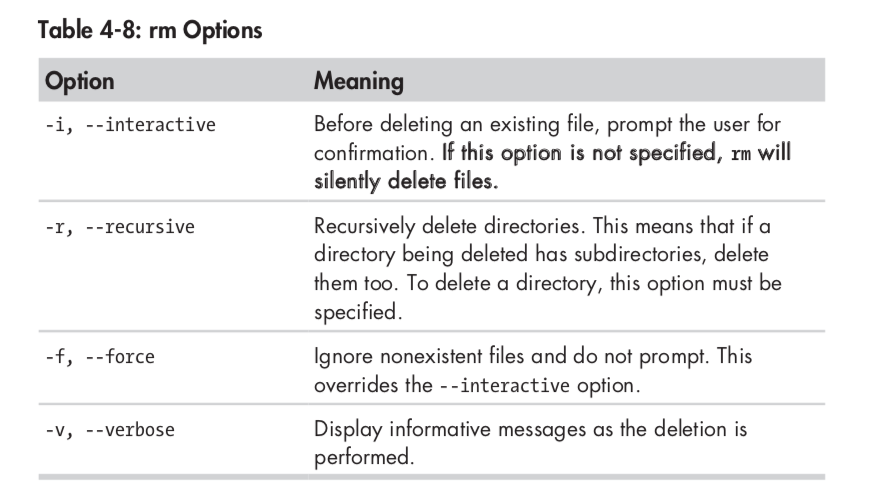 Table 4-8: rm Options
Option Meaning
-i, --interactive Before deleting an existing file, prompt the user for
confirmation. If this option is not specified, rm will
silently delete files.
-r, --recursive Recursively delete directories. This means that if a
directory being deleted has subdirectories, delete
them too. To delete a directory, this option must be
specified.
-f, --force Ignore nonexistent files and do not prompt. This
overrides the --interactive option.
-v, --verbose Display informative messages as the deletion is
performed.